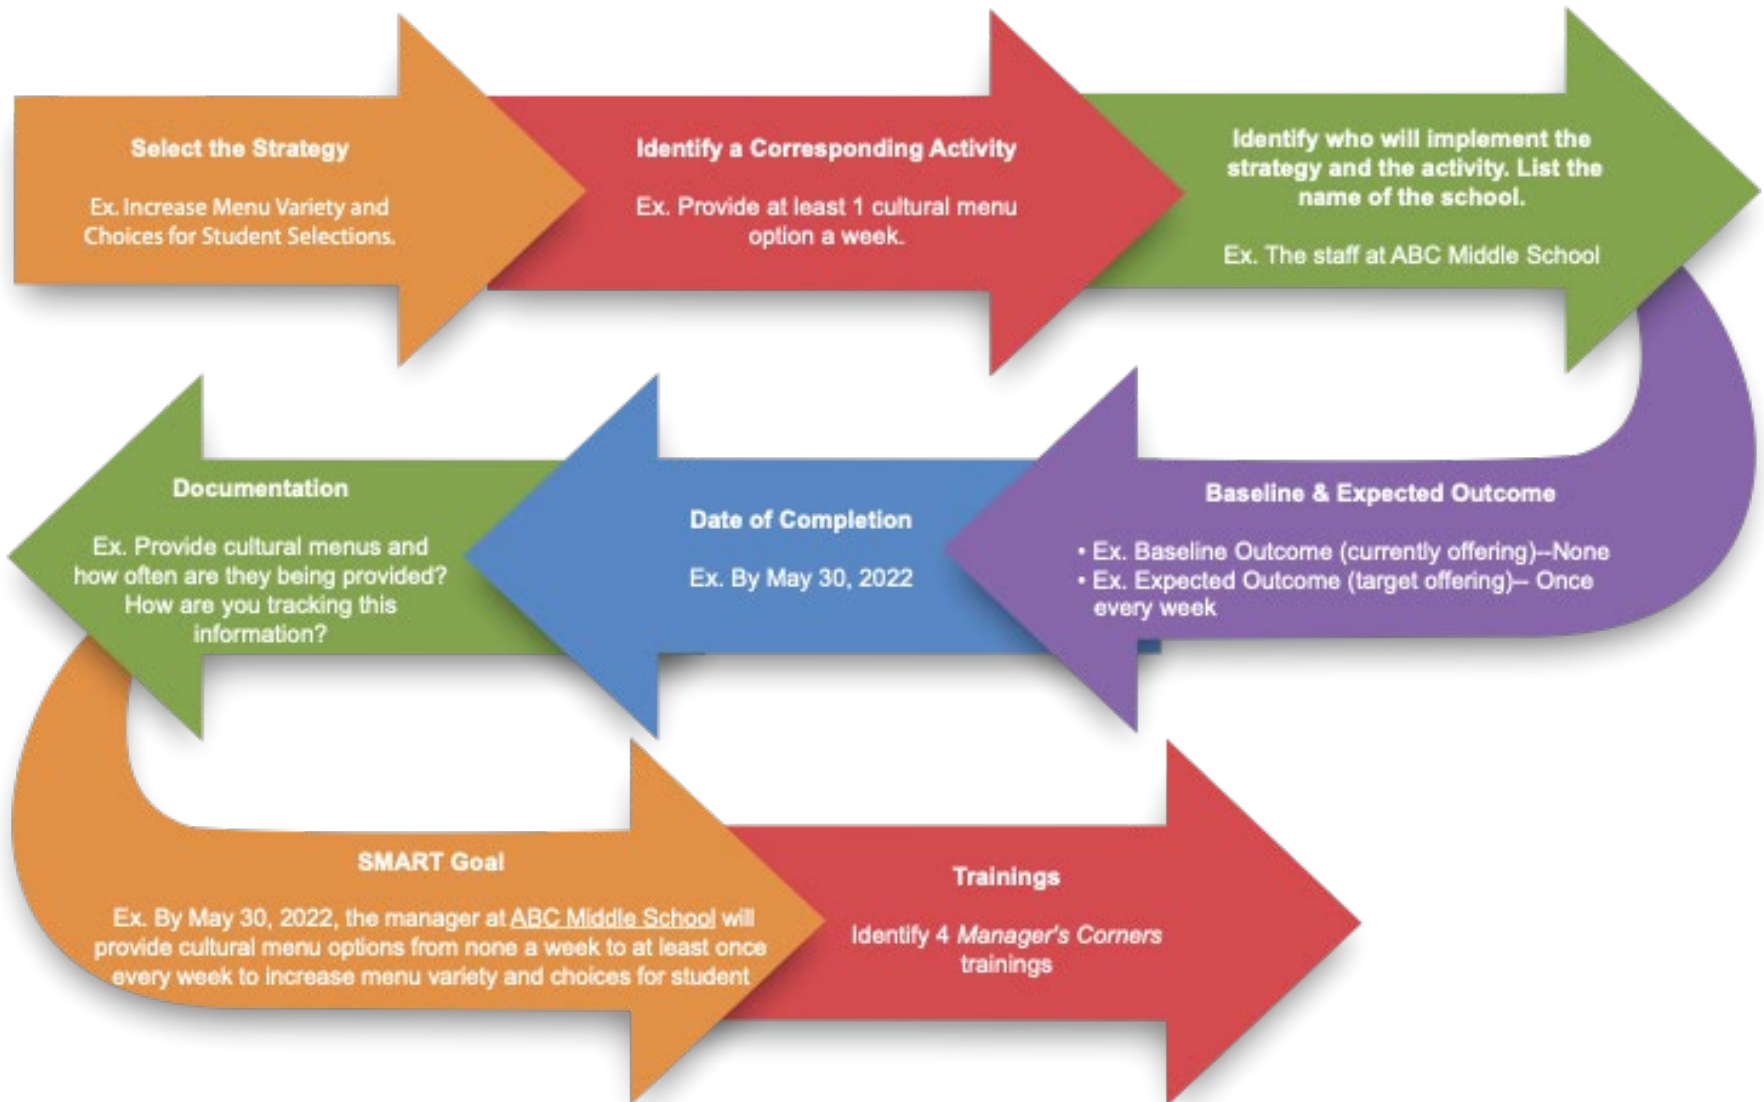 Select the Strategy
Ex. Increase Menu Variety and
Choices for Student Selections.
Identify a Corresponding Activity
Ex. Provide at least 1 cultural menu
option a week.
Identify who will implement the
strategy and the activity. List the
name of the school.
Ex. The staff at ABC Middle School
Baseline & Expected Outcome
• Ex. Baseline Outcome (currently offering)--None
• Ex. Expected Outcome (target offering)-- Once
every week
Date of Completion
Ex. By May 30, 2022
Documentation
Ex. Provide cultural menus and
how often are they being provided?
How are you tracking this
information?
SMART Goal
Ex. By May 30, 2022, the manager at ABC Middle School will
provide cultural menu options from none a week to at least once
every week to increase menu variety and choices for student
Trainings
Identify 4 Manager's Corners
trainings